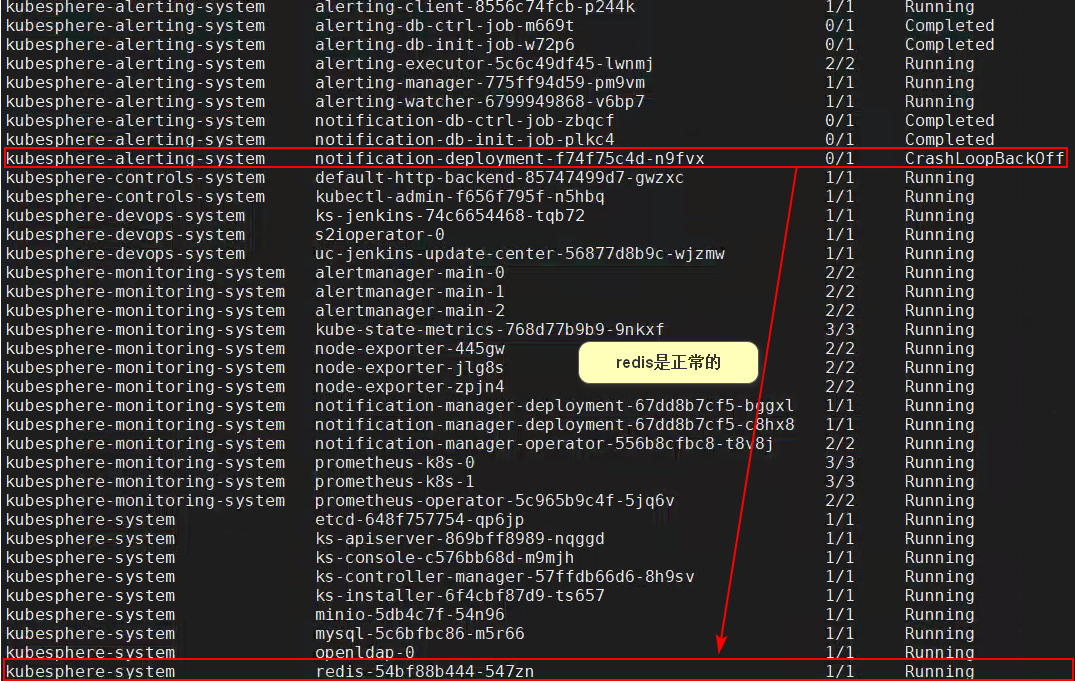 kubesphere-alerting-system alerting-client-8556c74fcb-p244k 1/1 Running
kubesphere-alerting-system alerting-db-ctrl-job-m669t 0/1 Completed
kubesphere-alerting-system alerting-db-init-job-w72p6 0/1 Completed
kubesphere-alerting-system alerting-executor-5c6c49df45-lwnmj 2/2 Running
kubesphere-alerting-system alerting-manager-775ff94d59-pm9vm 1/1 Running
kubesphere-alerting-system alerting-watcher-6799949868-v6bp7 1/1 Running
kubesphere-alerting-system notification-db-ctrl-job-zbqcf 0/1 Completed
kubesphere-alerting-system notification-db-init-job-plkc4 0/1 Completed
kubesphere-alerting-system notification-deployment-f74f75c4d-n9fvx 0/1 CrashLoopBackOff
kubesphere-controls-system default-http-backend-85747499d7-gwzxc 1/1 Running
kubesphere-controls-system kubectl-admin-f656f795f-n5hbq 1/1 Running
kubesphere-devops-system ks-jenkins-74c6654468-tqb72 1/1 Running
kubesphere-devops-system s2ioperator-0 1/1 Running
kubesphere-devops-system uc-jenkins-update-center-56877d8b9c-wjzmw 1/1 Running
kubesphere-monitoring-system alertmanager-main-0 2/2 Running
kubesphere-monitoring-system alertmanager-main-1 2/2 Running
kubesphere-monitoring-system alertmanager-main-2 2/2 Running
kubesphere-monitoring-system kube-state-metrics-768d77b9b9-9nkxf 3/3 Running
kubesphere-monitoring-system node-exporter-445gw 2/2 Running
redis是正常的
kubesphere-monitoring-system node-exporter-jlg8s 2/2 Running
kubesphere-monitoring-system node-exporter-zpjn4 2/2 Running
kubesphere-monitoring-system notification-manager-deployment-67dd8b7cf5-bggxl 1/1 Running
kubesphere-monitoring-system notification-manager-deployment-67dd8b7cf5-c8hx8 1/1 Running
kubesphere-monitoring-system notification-manager-operator-556b8cfbc8-t8v8j 2/2 Running
kubesphere-monitoring-system prometheus-k8s-0 3/3 Running
kubesphere-monitoring-system prometheus-k8s-1 3/3 Running
kubesphere-monitoring-system prometheus-operator-5c965b9c4f-5jq6v 2/2 Running
kubesphere-system etcd-648f757754-qp6jp 1/1 Running
kubesphere-system ks-apiserver-869bff8989-nqggd 1/1 Running
kubesphere-system ks-console-c576bb68d-m9mjh 1/1 Running
kubesphere-system ks-controller-manager-57ffdb66d6-8h9sv 1/1 Running
kubesphere-system ks-installer-6f4cbf87d9-ts657 1/1 Running
kubesphere-system minio-5db4c7f-54n96 1/1 Running
kubesphere-system mysql-5c6bfbc86-m5r66 1/1 Running
kubesphere-system openldap-0 1/1 Running
kubesphere-system redis-54bf88b444-547zn 1/1 Running